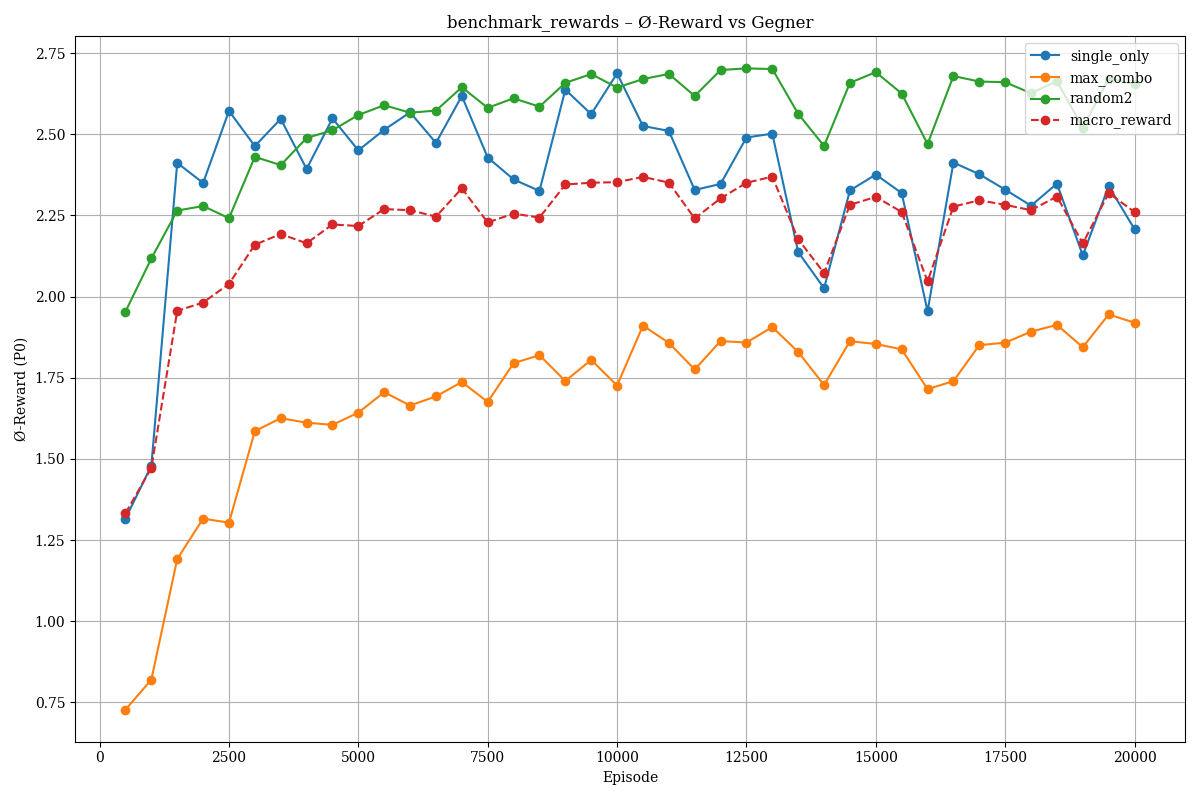 benchmark_rewards – Ø-Reward vs Gegner
single_only
max_combo
random2
macro_reward
Ø-Reward (P0)
2.75
2.50
2.25
2.00
1.75
1.50
1.25
1.00
0.75
0 2500 5000 7500 10000 12500 15000 17500 20000
Episode